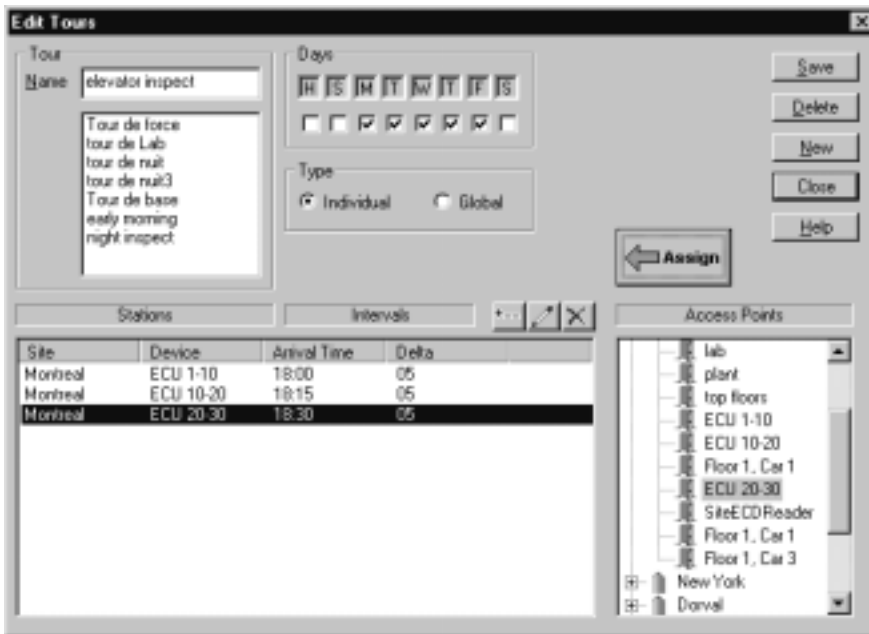 Edit Tours
Tour
Name elevator inspect
Tour de force
tour de Lab
tour de nuit
tour de nuit3
Tour de base
early morning
night inspect
Days
H S M T W T F S
Type
Individual Global
Save
Delete
New
Close
Help
Assign
Stations Intervals Access Points
Site Device Arrival Time Delta
Montreal ECU 1-10 18:00 05
Montreal ECU 10-20 18:15 05
Montreal ECU 20-30 18:30 05
lab
plant
top floors
ECU 1-10
ECU 10-20
Floor 1, Car 1
ECU 20-30
SiteECDReader
Floor 1, Car 1
Floor 1, Car 3
New York
Dorval